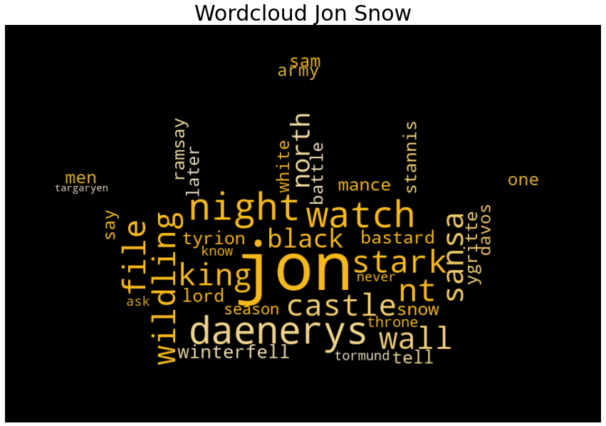 Wordcloud Jon Snow
sam
army
ramsay
later
white
north
battle
stannis
men
targaryen
mance
one
say
file
wildling
night
watch
sansa
ygritte
davos
tyrion
black
bastard
know
jon
stark
king
never
nt
ask
lord
season
castle
snow
throne
daenerys
wall
winterfell
tormund
tell